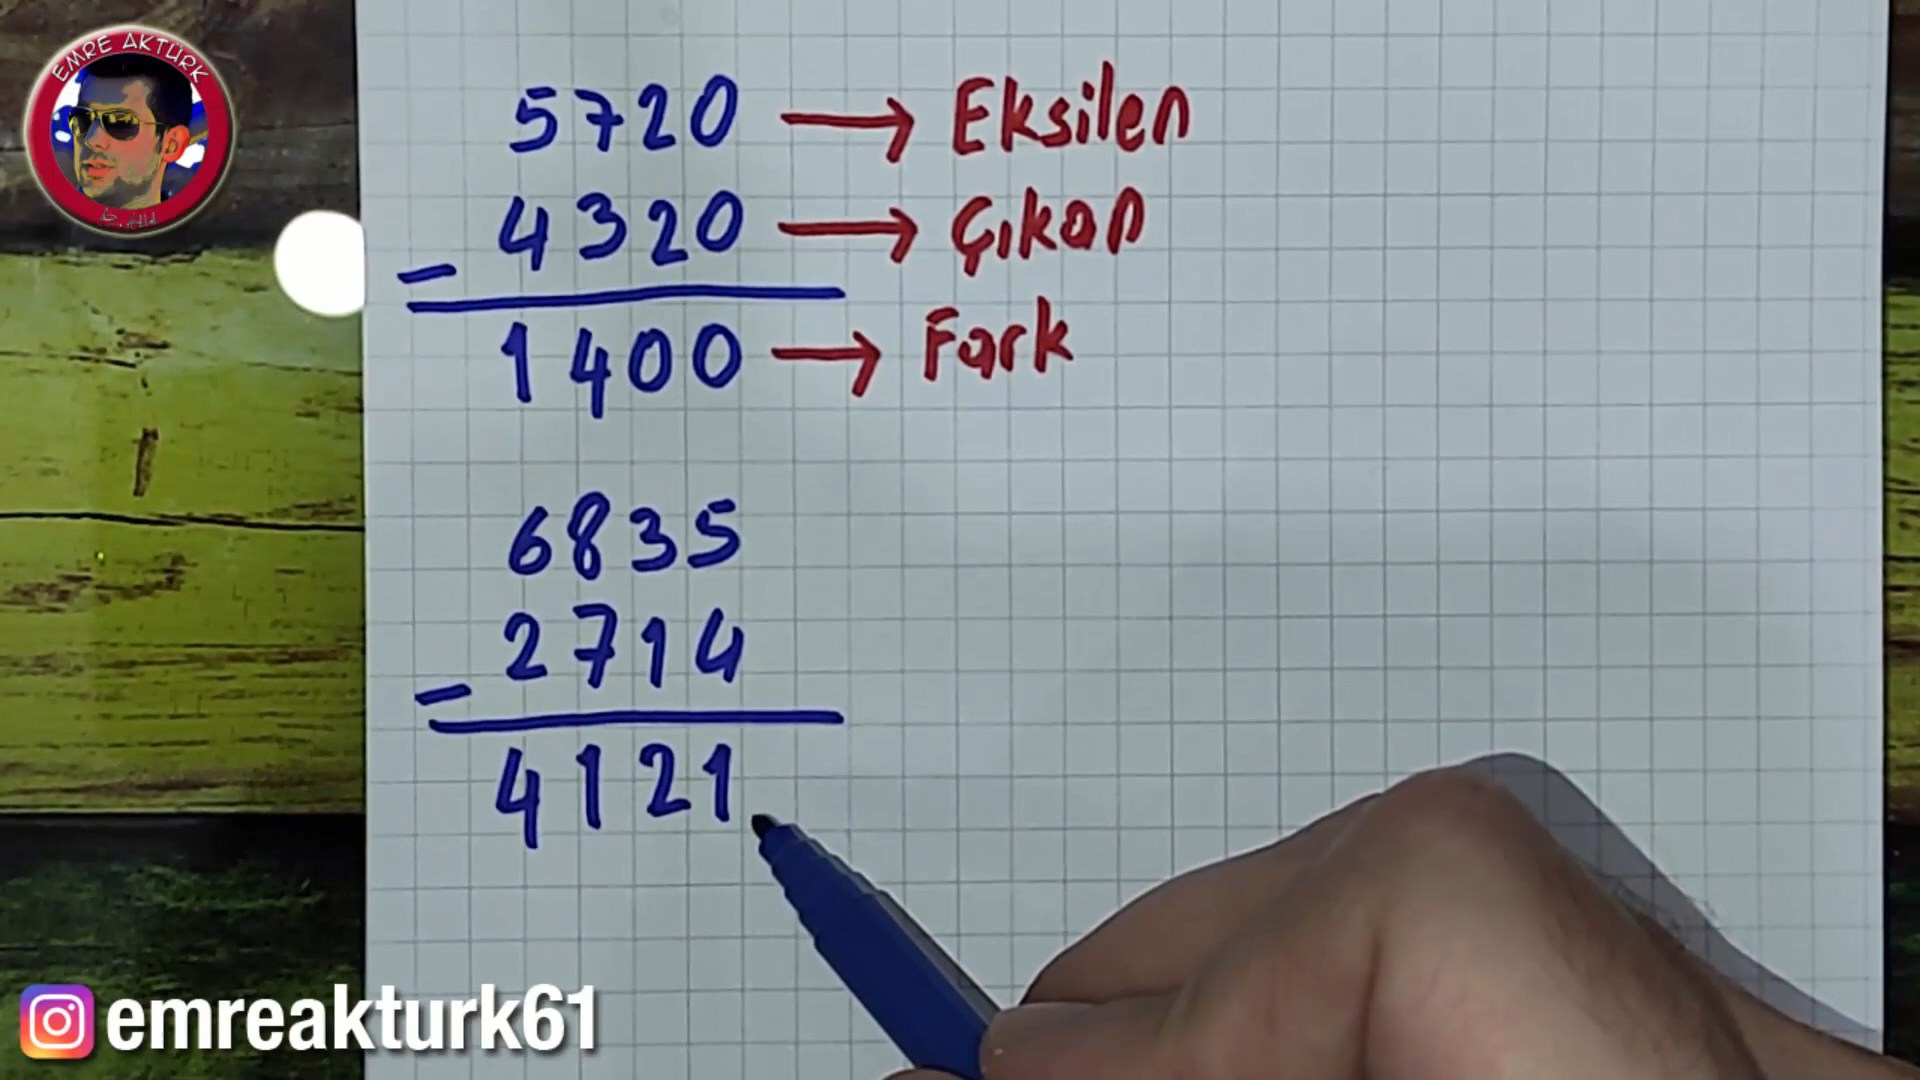 EMRE AKTÜRK
5720 → Eksilen
4320 → Çıkan
−
1400 → Fark
6835
2714
−
4121
emreakturk61